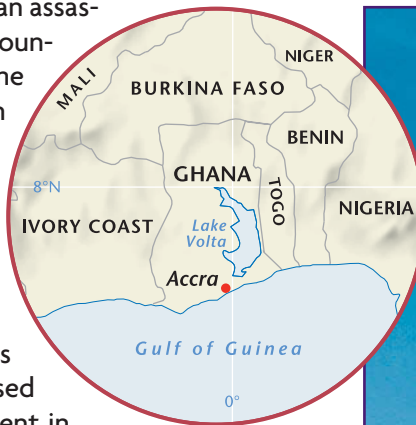 an assas-
oun-
ne
n
s
sed
ent in
NIGER
MALI
BURKINA FASO
BENIN
GHANA
8°N
TOGO
NIGERIA
IVORY COAST
Lake
Volta
Accra
Gulf of Guinea
0°